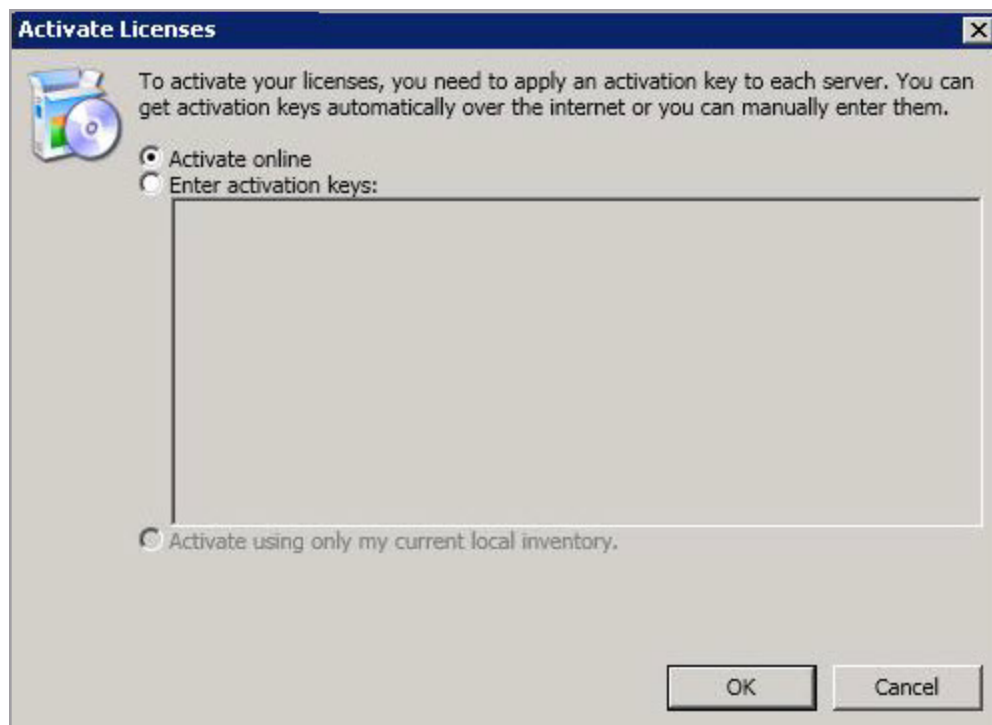 Activate Licenses
To activate your licenses, you need to apply an activation key to each server. You can
get activation keys automatically over the internet or you can manually enter them.
Activate online
Enter activation keys:
Activate using only my current local inventory.
OK
Cancel